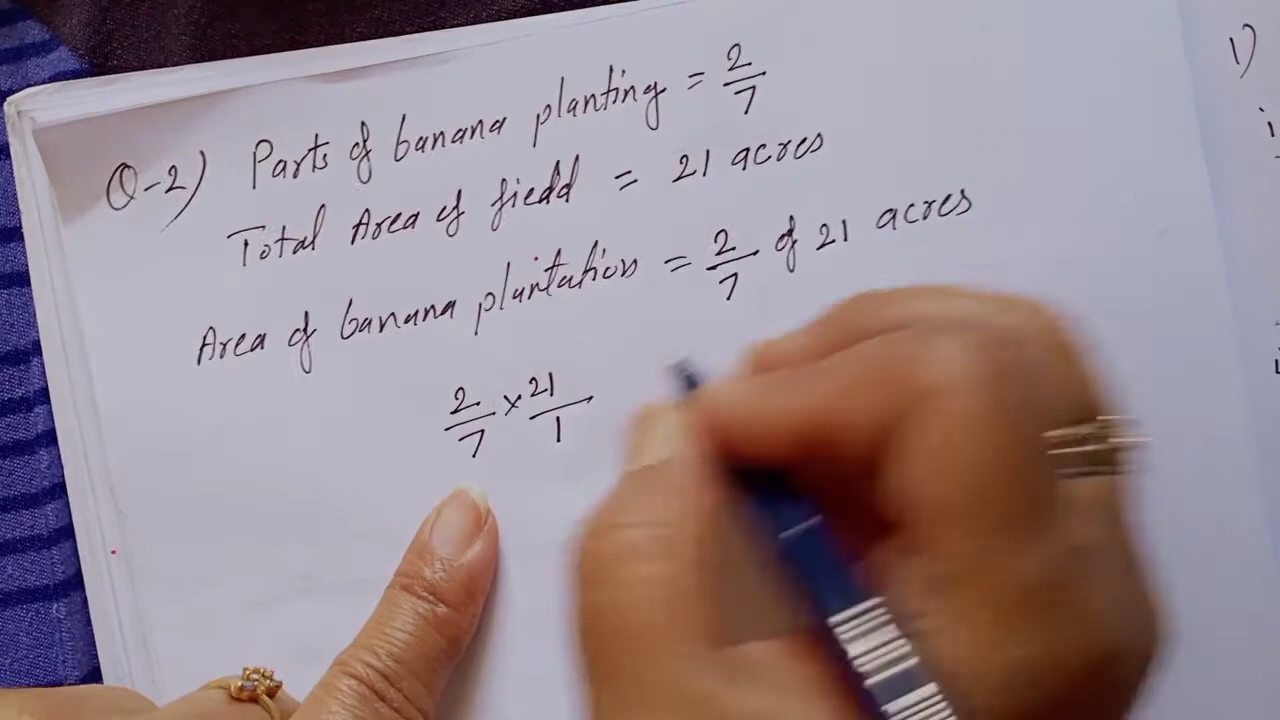 Q-2) Parts of banana planting = 2/7
Total Area of fiedd = 21 acres
Area of banana plantation = 2/7 of 21 acres
2/7 × 21/1
1)